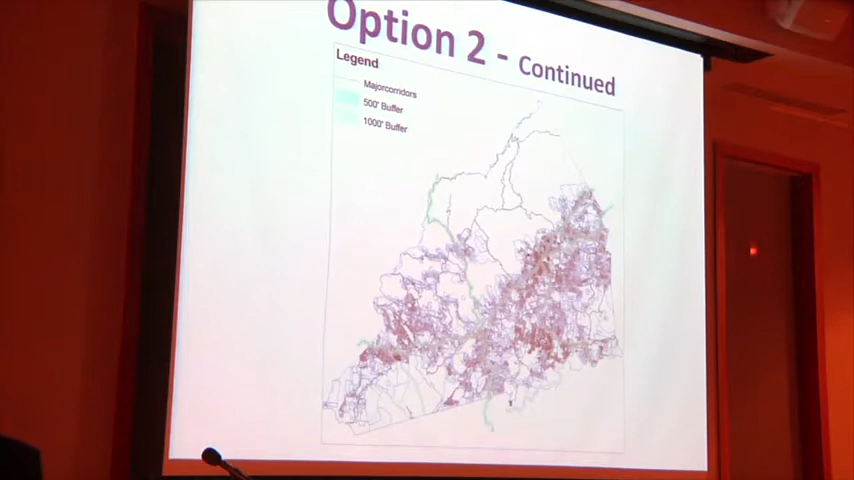 Option 2 - Continued
Legend
Majorcorridors
500' Buffer
1000' Buffer